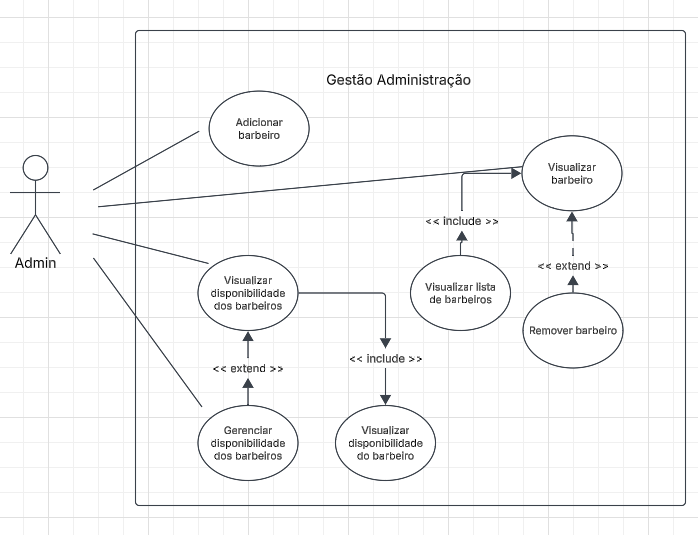 Gestão Administração
Adicionar
barbeiro
Visualizar
barbeiro
<< include >>
Admin
<< extend >>
Visualizar
disponibilidade
dos barbeiros
Visualizar lista
de barbeiros
Remover barbeiro
<< include >>
<< extend >>
Gerenciar
disponibilidade
dos barbeiros
Visualizar
disponibilidade
do barbeiro